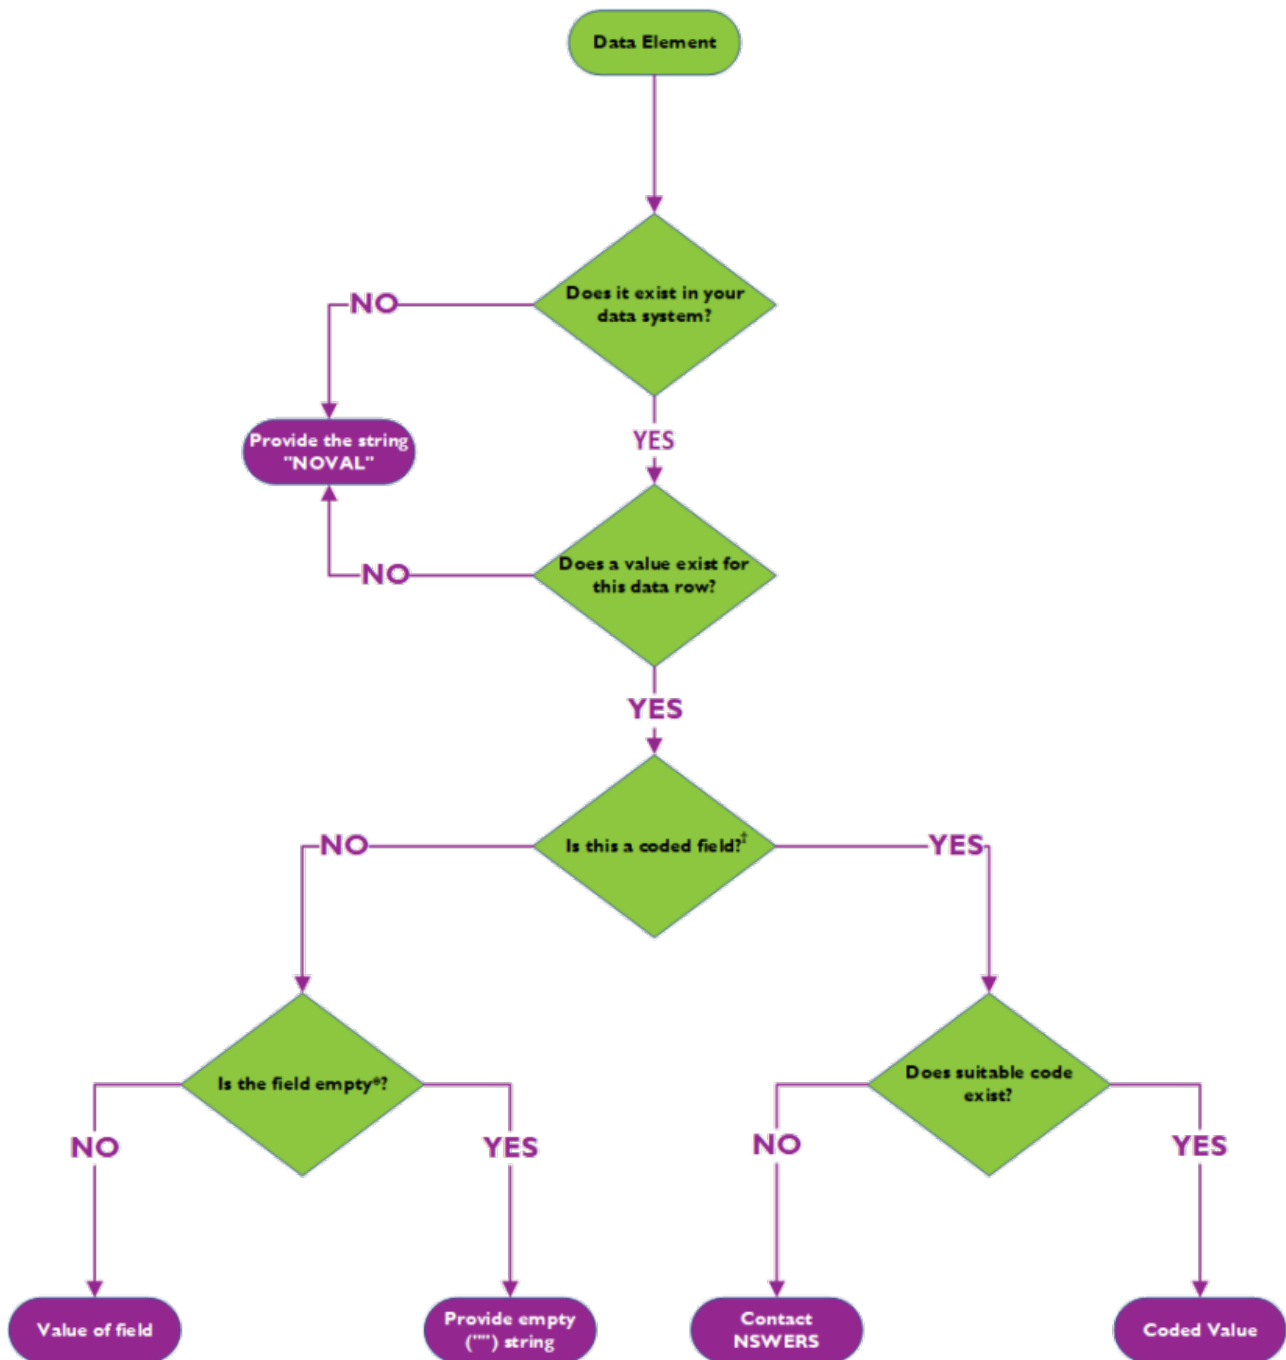 Data Element
Does it exist in your
data system?
NO
YES
Provide the string
"NOVAL"
Does a value exist for
this data row?
NO
YES
Is this a coded field?‡
NO
YES
Is the field empty*?
Does suitable code
exist?
NO
YES
NO
YES
Value of field
Provide empty
("") string
Contact
NSWERS
Coded Value